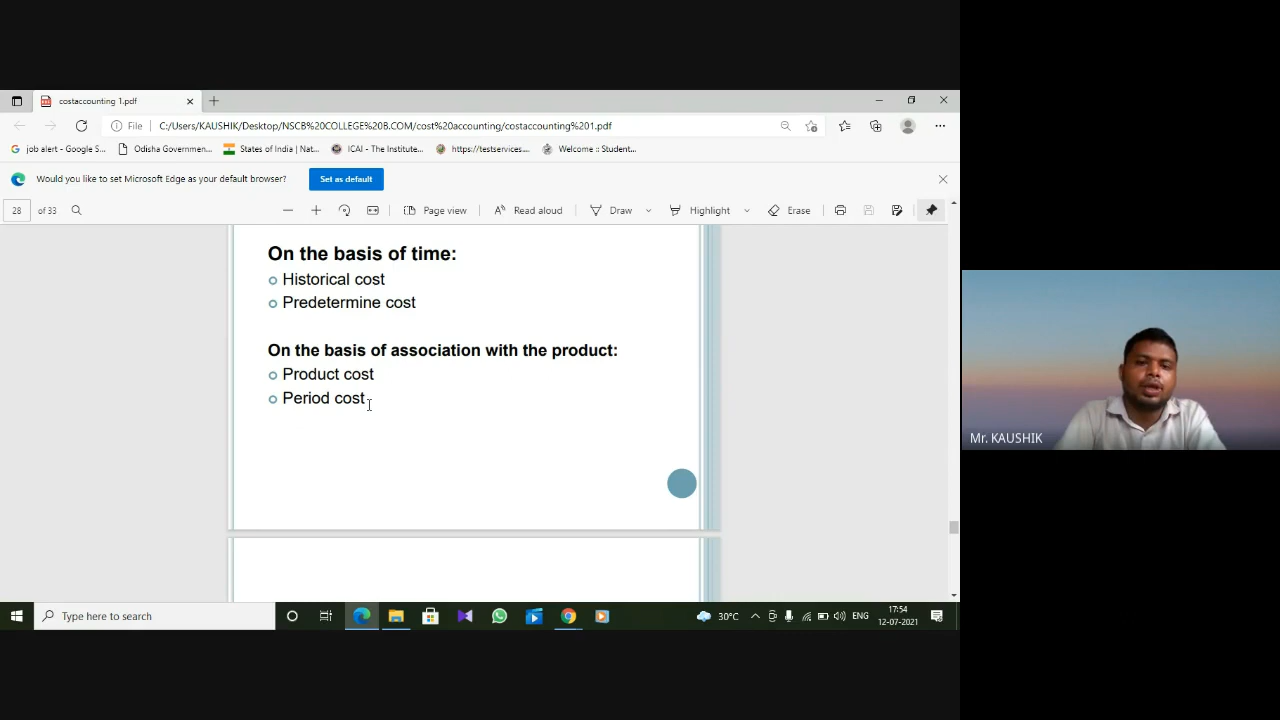 costaccounting 1.pdf
File
C:/Users/KAUSHIK/Desktop/NSCB%20COLLEGE%20B.COM/cost%20accounting/costaccounting%201.pdf
job alert - Google S...
Odisha Governmen...
States of India | Nat...
ICAI - The Institute...
https://testservices....
Welcome :: Student...
Would you like to set Microsoft Edge as your default browser?
Set as default
28 of 33
Page view
Read aloud
Draw
Highlight
Erase
On the basis of time:
Historical cost
Predetermine cost
On the basis of association with the product:
Product cost
Period cost
Mr. KAUSHIK
Type here to search
30°C
ENG
17:54
12-07-2021